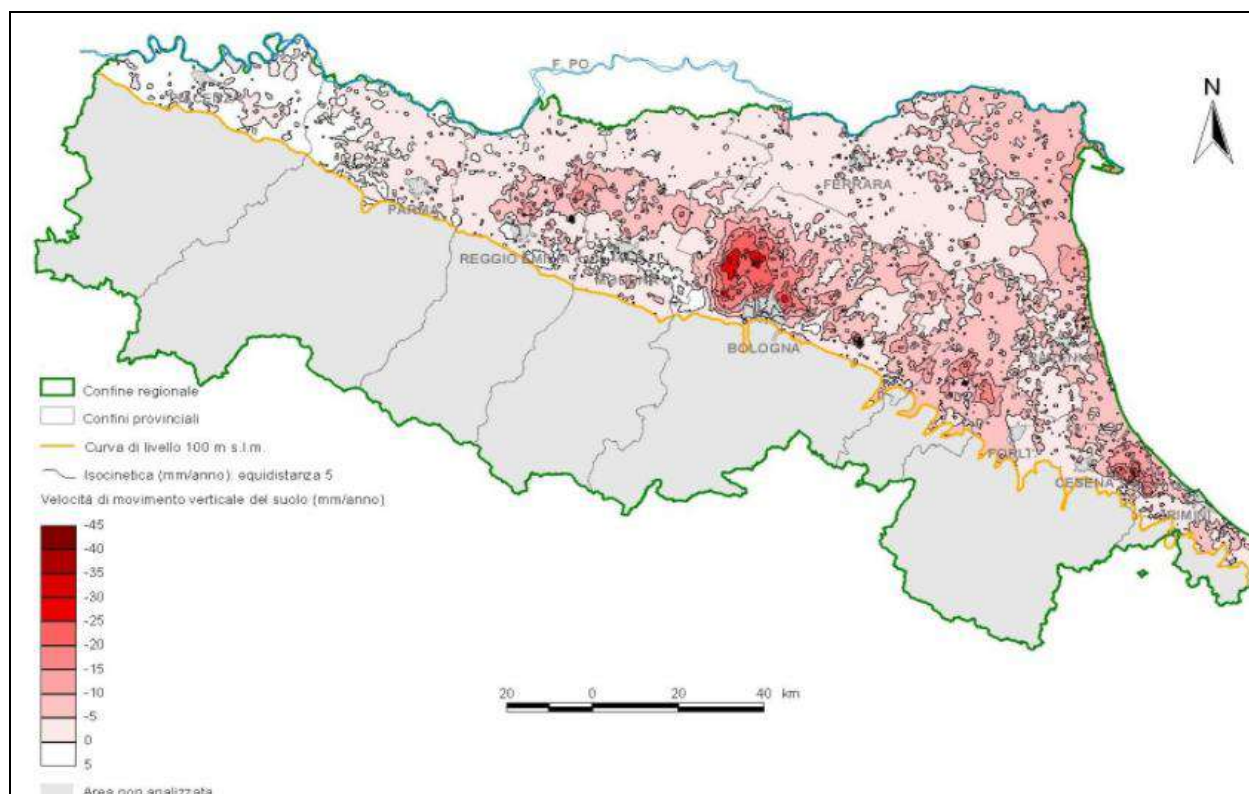 F. PO
N
FERRARA
PARMA
REGGIO EMILIA
BOLOGNA
FORLI'
CESENA
RIMINI
Confine regionale
Confini provinciali
Curva di livello 100 m s.l.m.
Isocinetica (mm/anno): equidistanza 5
Velocità di movimento verticale del suolo (mm/anno)
-45
-40
-35
-30
-25
-20
-15
-10
-5
0
5
20 0 20 40 km
Area non analizzata